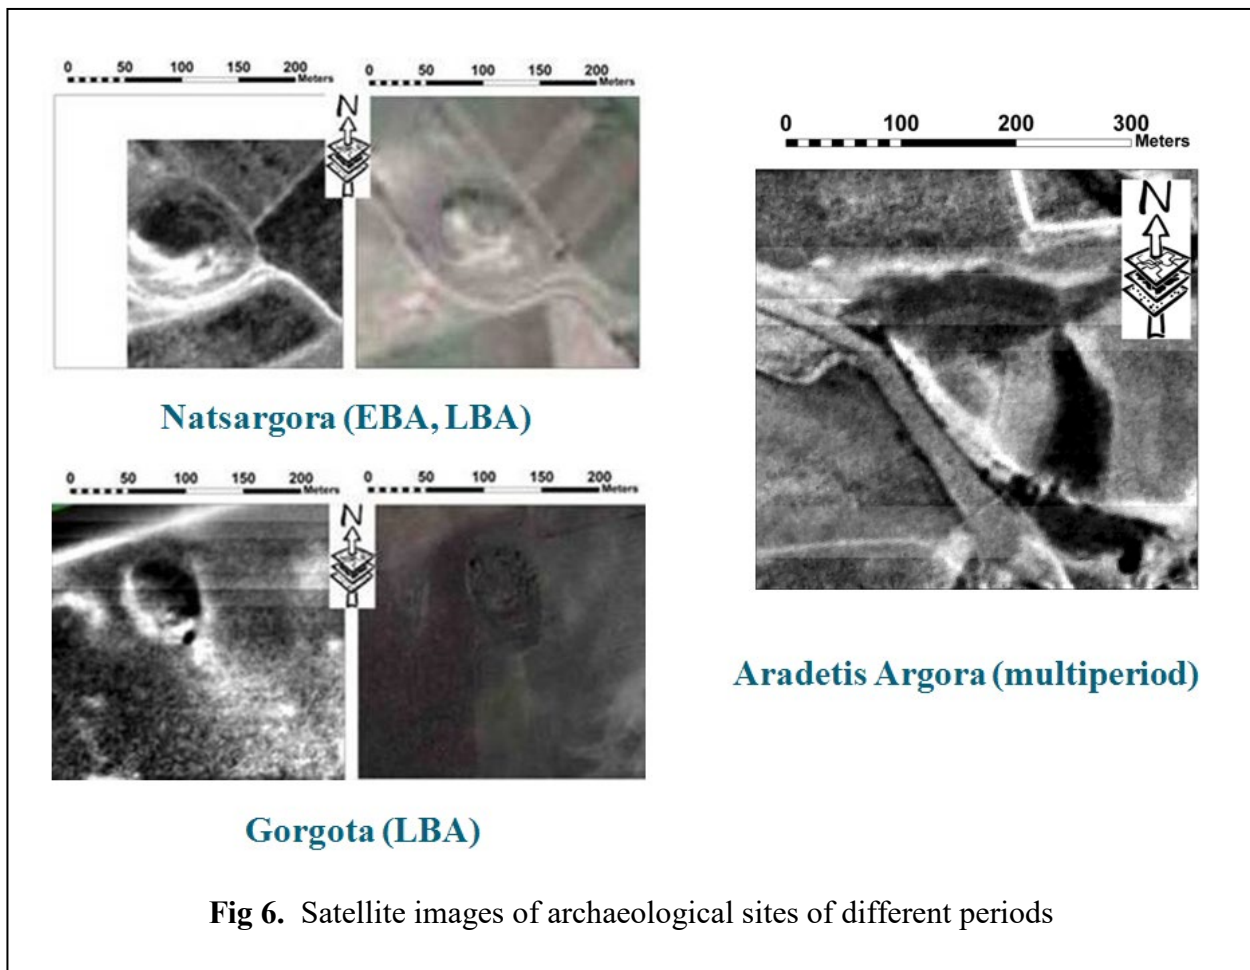 0 50 100 150 200
Meters
0 50 100 150 200
Meters
N
Natsargora (EBA, LBA)
0 50 100 150 200
Meters
0 50 100 150 200
Meters
N
Gorgota (LBA)
0 100 200 300
Meters
N
Aradetis Argora (multiperiod)
Fig 6. Satellite images of archaeological sites of different periods